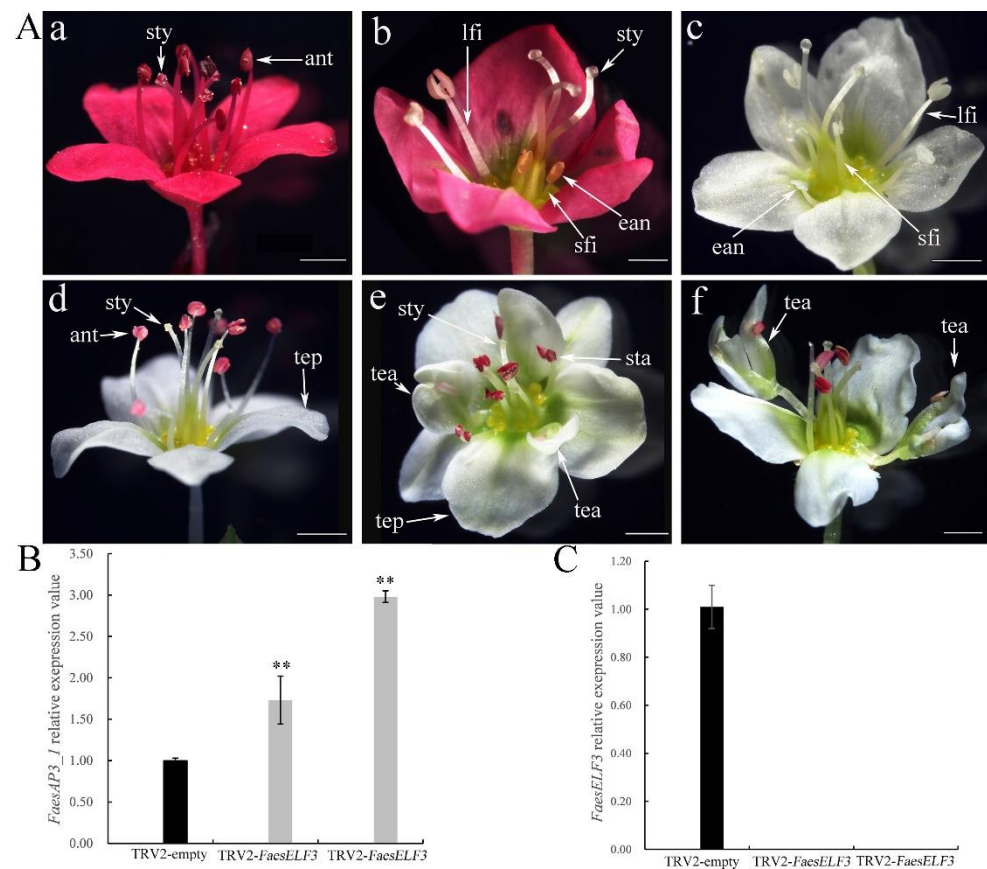 A
a
sty
ant
b
lfi
sty
sfi
ean
c
lfi
ean
sfi
d
sty
ant
tep
e
sty
sta
tea
tea
tep
f
tea
tea
B
FaesAP3_1 relative exepression value
3.50
3.00
2.50
2.00
1.50
1.00
0.50
0.00
**
**
TRV2-empty TRV2-FaesELF3 TRV2-FaesELF3
C
FaesELF3 relative exepression value
1.20
1.00
0.80
0.60
0.40
0.20
0.00
TRV2-empty TRV2-FaesELF3 TRV2-FaesELF3